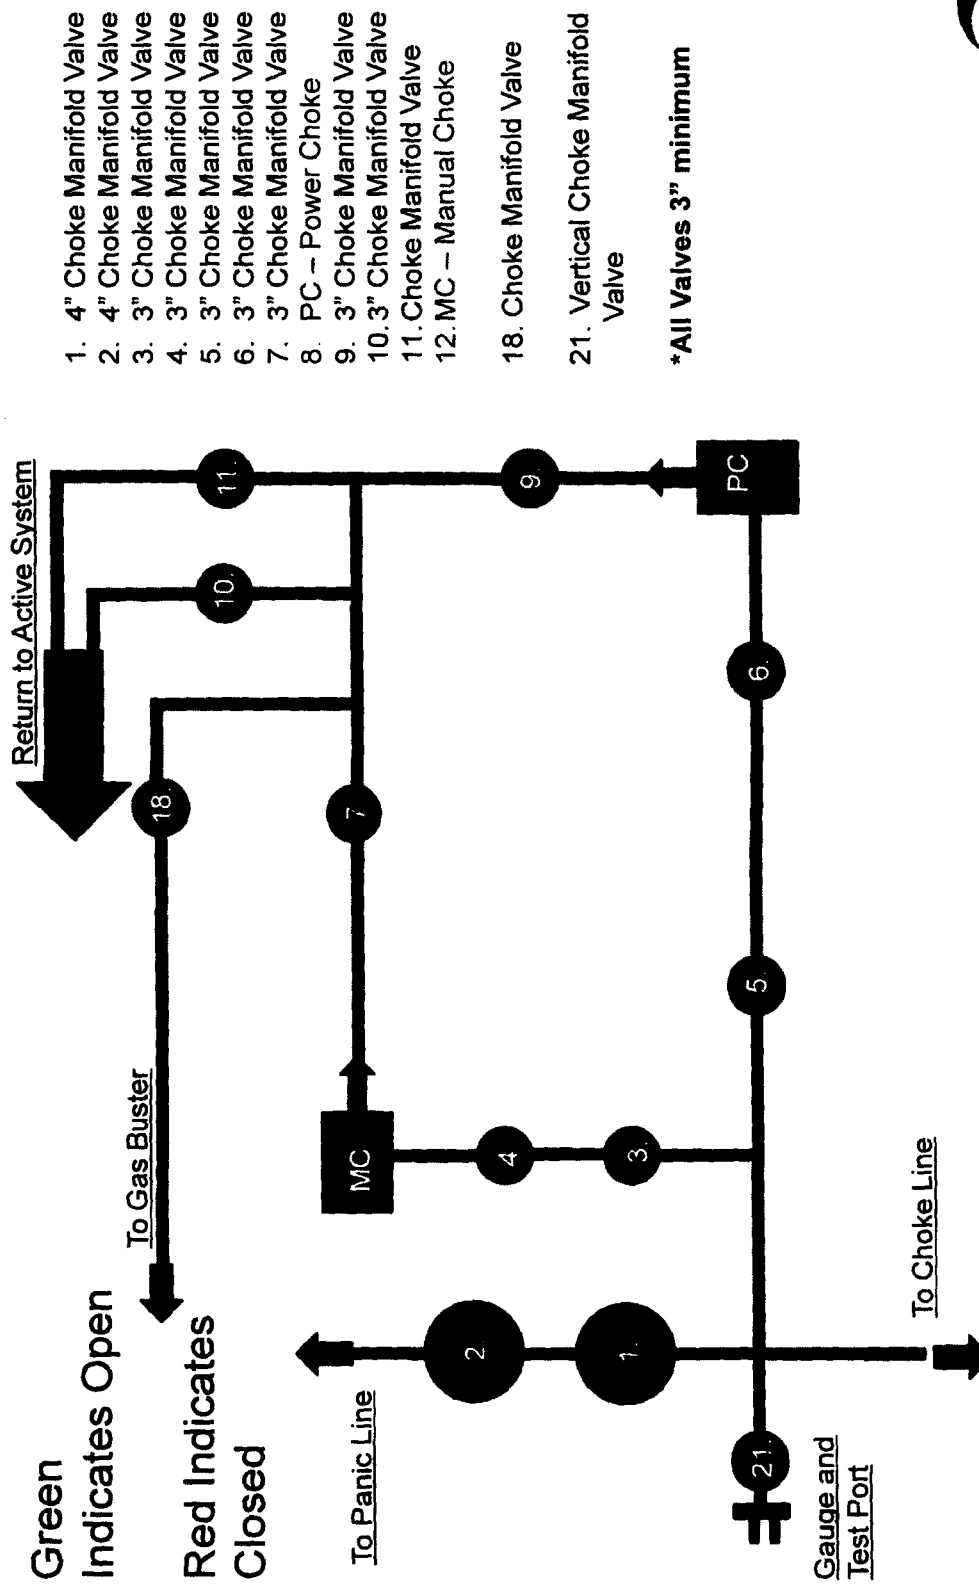 Green
Indicates Open
Red Indicates
Closed
To Gas Buster
Return to Active System
18.
10.
11.
To Panic Line
2.
1.
MC
4
3.
7
9.
21.
5.
6.
PC
Gauge and
Test Port
To Choke Line
1. 4" Choke Manifold Valve
2. 4" Choke Manifold Valve
3. 3" Choke Manifold Valve
4. 3" Choke Manifold Valve
5. 3" Choke Manifold Valve
6. 3" Choke Manifold Valve
7. 3" Choke Manifold Valve
8. PC – Power Choke
9. 3" Choke Manifold Valve
10. 3" Choke Manifold Valve
11. Choke Manifold Valve
12. MC – Manual Choke
18. Choke Manifold Valve
21. Vertical Choke Manifold
Valve
*All Valves 3" minimum